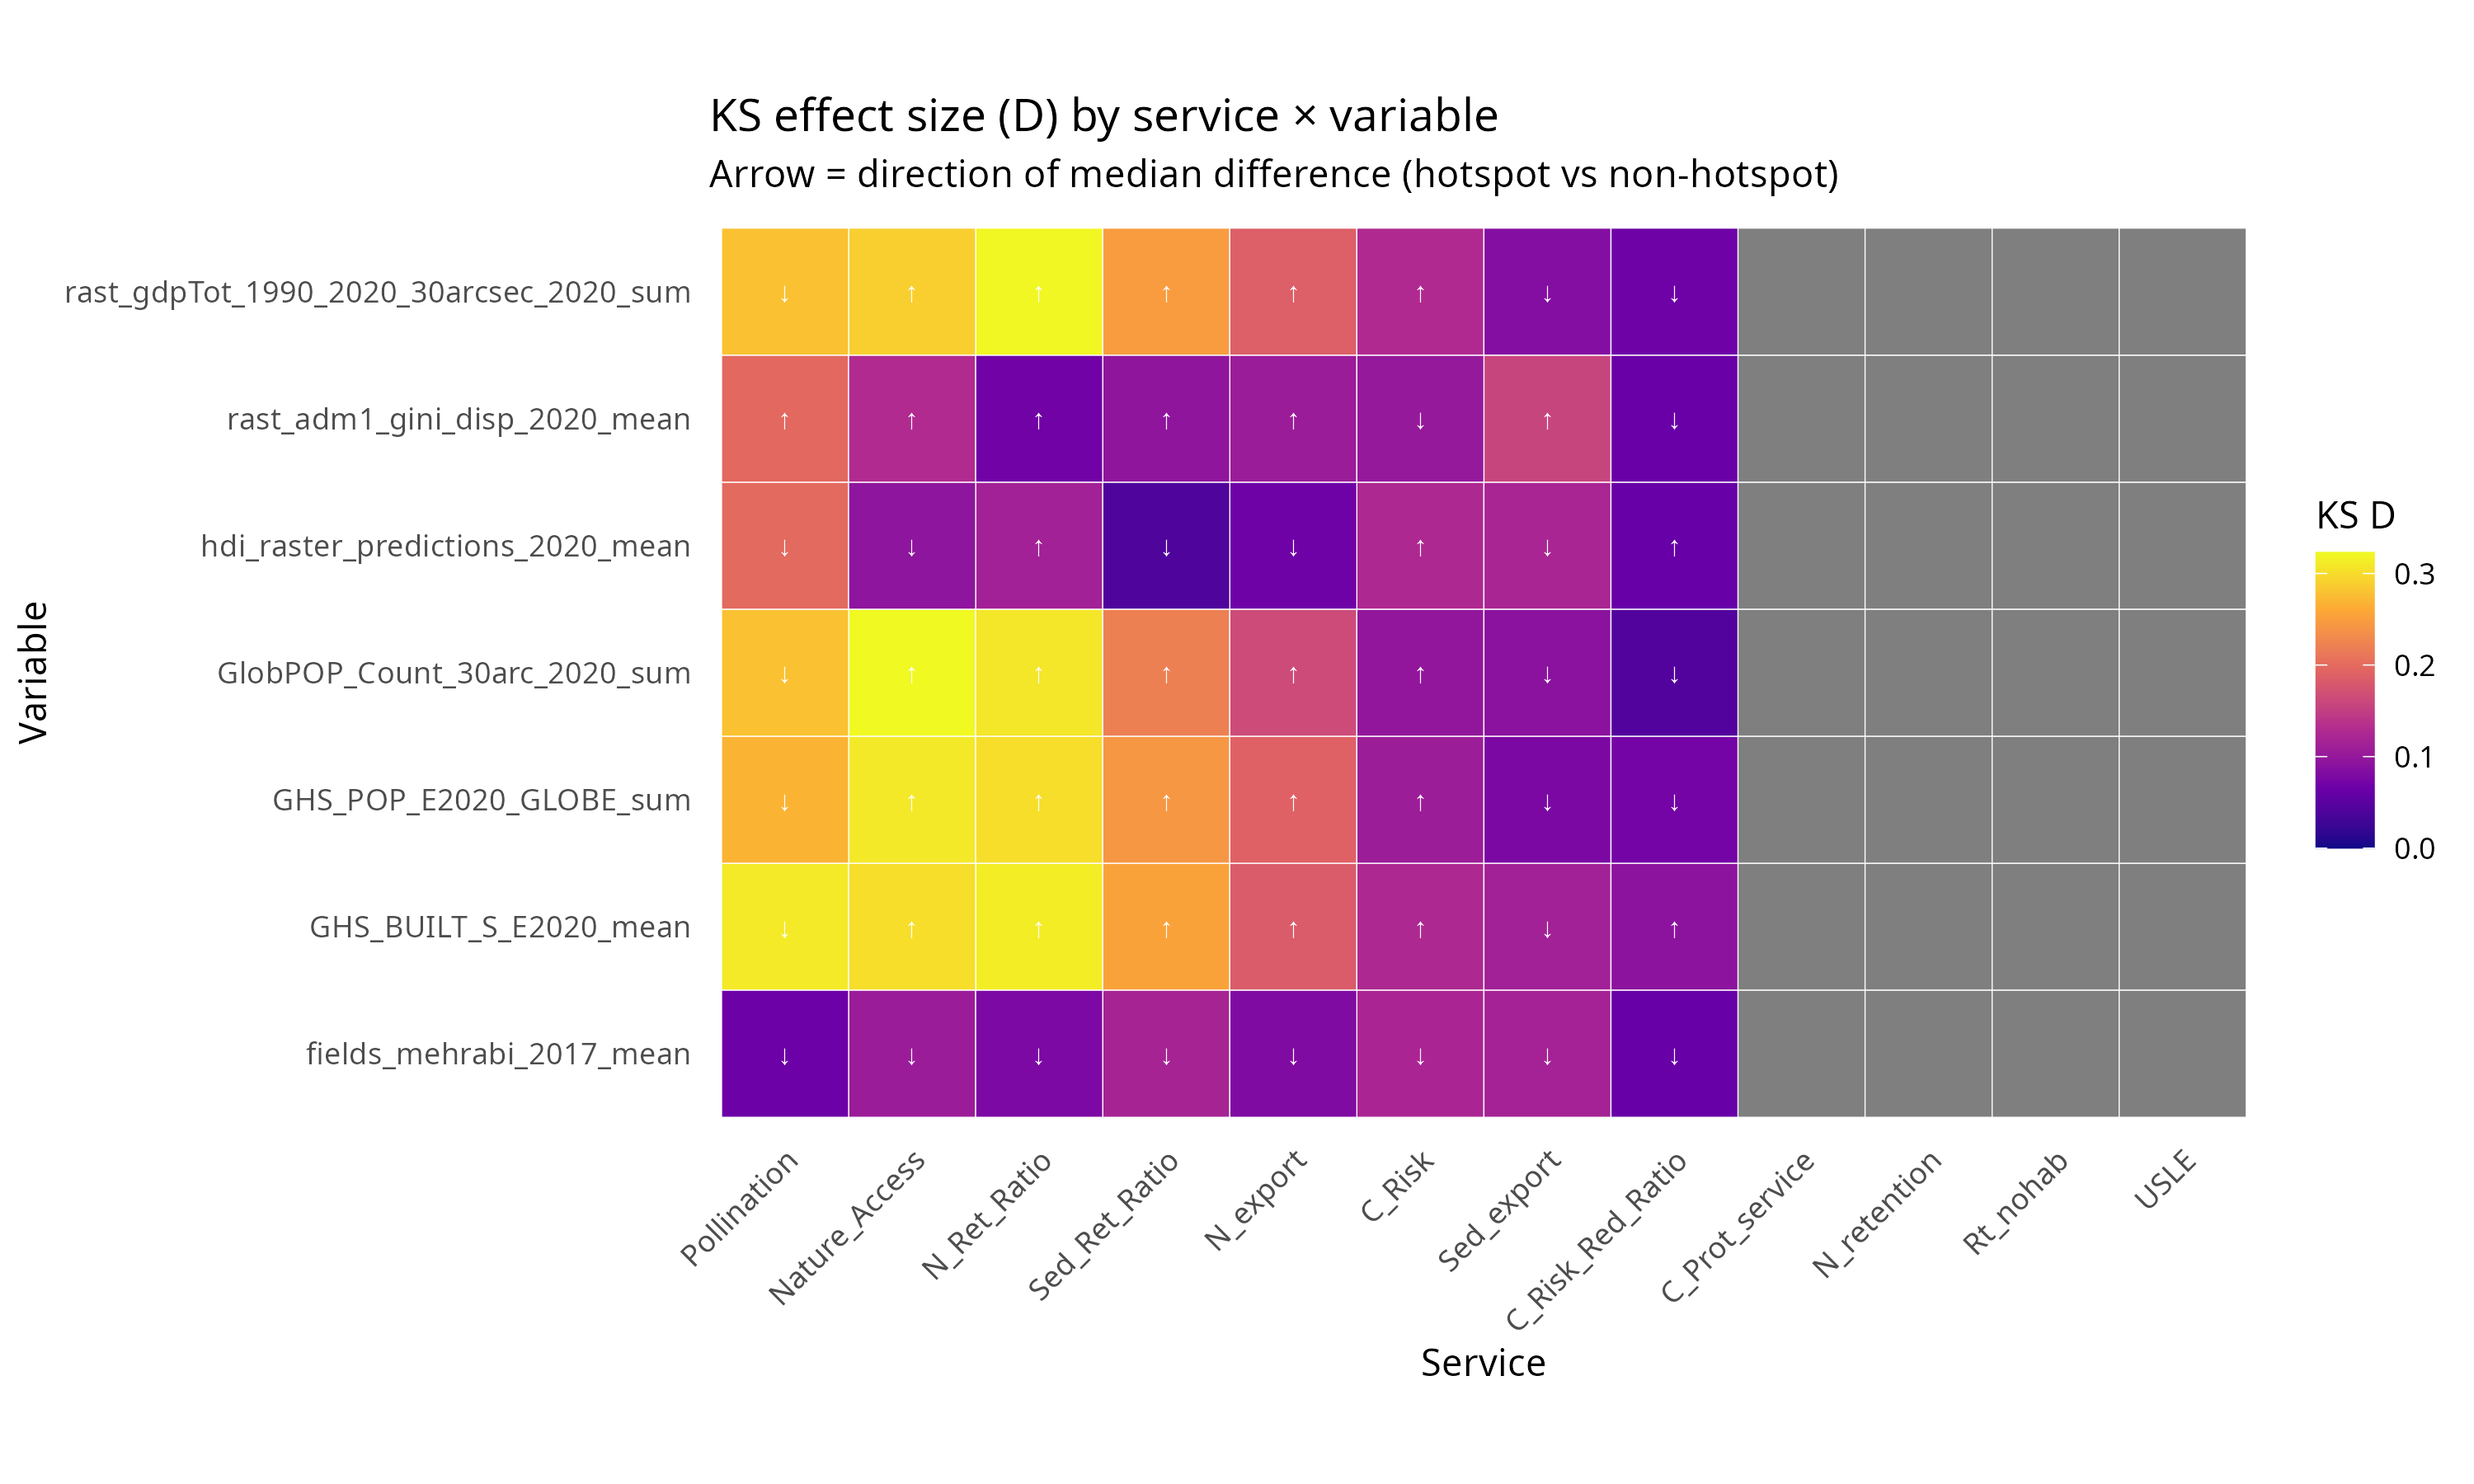 KS effect size (D) by service × variable
Arrow = direction of median difference (hotspot vs non-hotspot)
Variable
rast_gdpTot_1990_2020_30arcsec_2020_sum
↓ ↑ ↑ ↑ ↑ ↑ ↓ ↓
rast_adm1_gini_disp_2020_mean
↑ ↑ ↑ ↑ ↑ ↓ ↑ ↓
hdi_raster_predictions_2020_mean
↓ ↓ ↑ ↓ ↓ ↑ ↓ ↑
GlobPOP_Count_30arc_2020_sum
↓ ↑ ↑ ↑ ↑ ↑ ↓ ↓
GHS_POP_E2020_GLOBE_sum
↓ ↑ ↑ ↑ ↑ ↑ ↓ ↓
GHS_BUILT_S_E2020_mean
↓ ↑ ↑ ↑ ↑ ↑ ↓ ↑
fields_mehrabi_2017_mean
↓ ↓ ↓ ↓ ↓ ↓ ↓ ↓
Pollination
Nature_Access
N_Ret_Ratio
Sed_Ret_Ratio
N_export
C_Risk
Sed_export
C_Risk_Red_Ratio
C_Prot_service
N_retention
Rt_nohab
USLE
Service
KS D
0.3
0.2
0.1
0.0